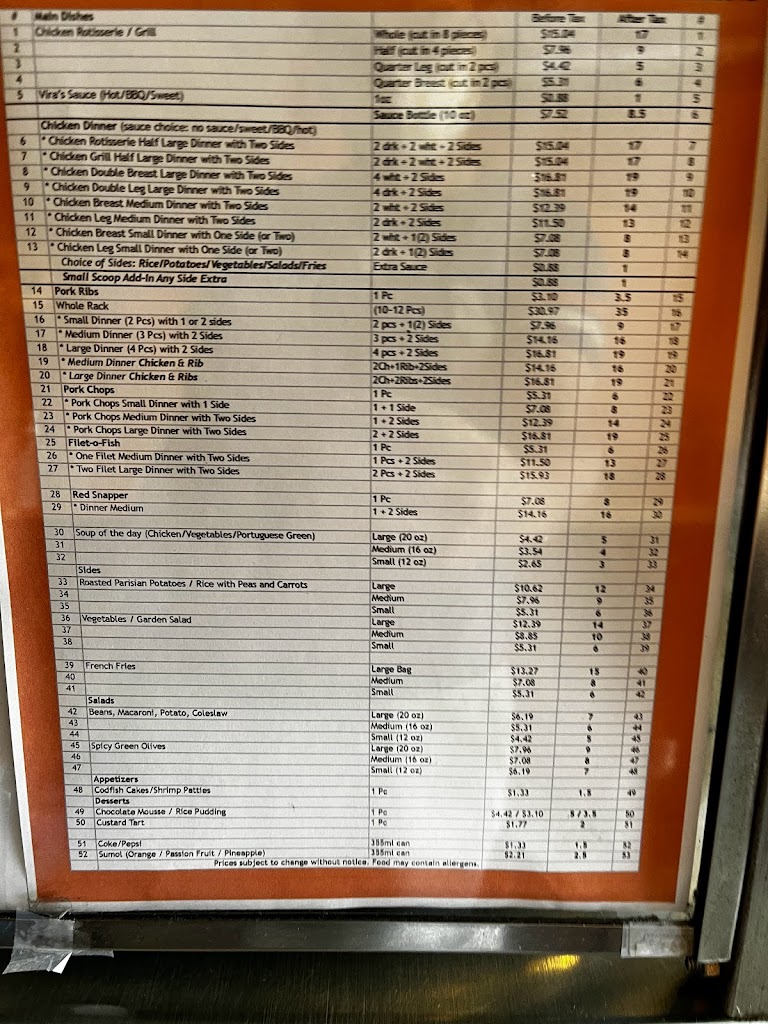 # Main Dishes Before Tax After Tax #
1 Chicken Rotisserie / Grill Whole (cut in 8 pieces) $15.04 17 1
2 Half (cut in 4 pieces) $7.96 9 2
3 Quarter Leg (cut in 2 pcs) $4.42 5 3
4 Quarter Breast (cut in 2 pcs) $5.31 6 4
5 Vira's Sauce (Hot/BBQ/Sweet) 1oz $0.88 1 5
Sauce Bottle (10 oz) $7.52 8.5 6
Chicken Dinner (sauce choice: no sauce/sweet/BBQ/hot)
6 * Chicken Rotisserie Half Large Dinner with Two Sides 2 drk + 2 wht + 2 Sides $15.04 17 7
7 * Chicken Grill Half Large Dinner with Two Sides 2 drk + 2 wht + 2 Sides $15.04 17 8
8 * Chicken Double Breast Large Dinner with Two Sides 4 wht + 2 Sides $16.81 19 9
9 * Chicken Double Leg Large Dinner with Two Sides 4 drk + 2 Sides $16.81 19 10
10 * Chicken Breast Medium Dinner with Two Sides 2 wht + 2 Sides $12.39 14 11
11 * Chicken Leg Medium Dinner with Two Sides 2 drk + 2 Sides $11.50 13 12
12 * Chicken Breast Small Dinner with One Side (or Two) 2 wht + 1(2) Sides $7.08 8 13
13 * Chicken Leg Small Dinner with One Side (or Two) 2 drk + 1(2) Sides $7.08 8 14
Choice of Sides: Rice/Potatoes/Vegetables/Salads/Fries Extra Sauce $0.88 1
Small Scoop Add-In Any Side Extra $0.88 1
14 Pork Ribs 1 Pc $3.10 3.5 15
15 Whole Rack (10-12 Pcs) $30.97 35 16
16 * Small Dinner (2 Pcs) with 1 or 2 sides 2 pcs + 1(2) Sides $7.96 9 17
17 * Medium Dinner (3 Pcs) with 2 Sides 3 pcs + 2 Sides $14.16 16 18
18 * Large Dinner (4 Pcs) with 2 Sides 4 pcs + 2 Sides $16.81 19 19
19 * Medium Dinner Chicken & Rib 2Ch+1Rib+2Sides $14.16 16 20
20 * Large Dinner Chicken & Ribs 2Ch+2Ribs+2Sides $16.81 19 21
21 Pork Chops 1 Pc $5.31 6 22
22 * Pork Chops Small Dinner with 1 Side 1 + 1 Side $7.08 8 23
23 * Pork Chops Medium Dinner with Two Sides 1 + 2 Sides $12.39 14 24
24 * Pork Chops Large Dinner with Two Sides 2 + 2 Sides $16.81 19 25
25 Filet-o-Fish 1 Pc $5.31 6 26
26 * One Filet Medium Dinner with Two Sides 1 Pcs + 2 Sides $11.50 13 27
27 * Two Filet Large Dinner with Two Sides 2 Pcs + 2 Sides $15.93 18 28
28 Red Snapper 1 Pc $7.08 8 29
29 * Dinner Medium 1 + 2 Sides $14.16 16 30
30 Soup of the day (Chicken/Vegetables/Portuguese Green) Large (20 oz) $4.42 5 31
31 Medium (16 oz) $3.54 4 32
32 Small (12 oz) $2.65 3 33
Sides
33 Roasted Parisian Potatoes / Rice with Peas and Carrots Large $10.62 12 34
34 Medium $7.96 9 35
35 Small $5.31 6 36
36 Vegetables / Garden Salad Large $12.39 14 37
37 Medium $8.85 10 38
38 Small $5.31 6 39
39 French Fries Large Bag $13.27 15 40
40 Medium $7.08 8 41
41 Small $5.31 6 42
Salads
42 Beans, Macaroni, Potato, Coleslaw Large (20 oz) $6.19 7 43
43 Medium (16 oz) $5.31 6 44
44 Small (12 oz) $4.42 5 45
45 Spicy Green Olives Large (20 oz) $7.96 9 46
46 Medium (16 oz) $7.08 8 47
47 Small (12 oz) $6.19 7 48
Appetizers
48 Codfish Cakes/Shrimp Patties 1 Pc $1.33 1.5 49
Desserts
49 Chocolate Mousse / Rice Pudding 1 Pc $4.42 / $3.10 5 / 3.5 50
50 Custard Tart 1 Pc $1.77 2 51
51 Coke/Pepsi 355ml can $1.33 1.5 52
52 Sumol (Orange / Passion Fruit / Pineapple) 355ml can $2.21 2.5 53
Prices subject to change without notice. Food may contain allergens.